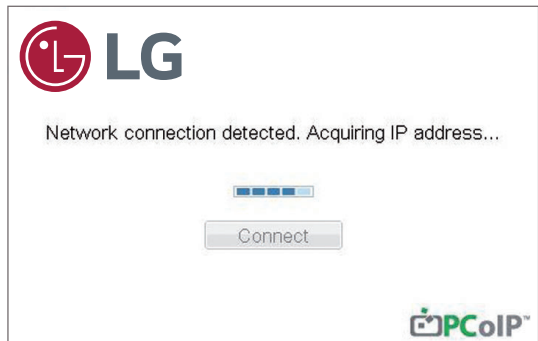 LG
Network connection detected. Acquiring IP address...
Connect
PCoIP™